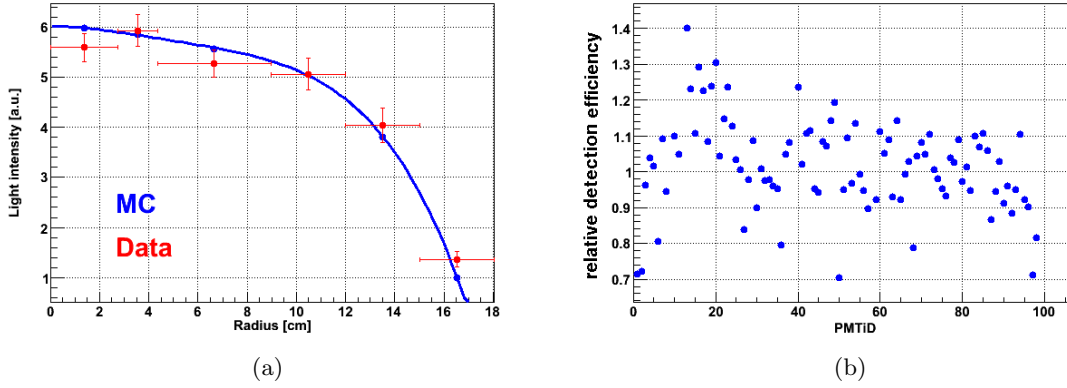 Light intensity [a.u.]
6
5
4
3
2
1
MC
Data
0 2 4 6 8 10 12 14 16 18
Radius [cm]
(a)
relative detection efficiency
1.4
1.3
1.2
1.1
1
0.9
0.8
0.7
0 20 40 60 80 100
PMTiD
(b)